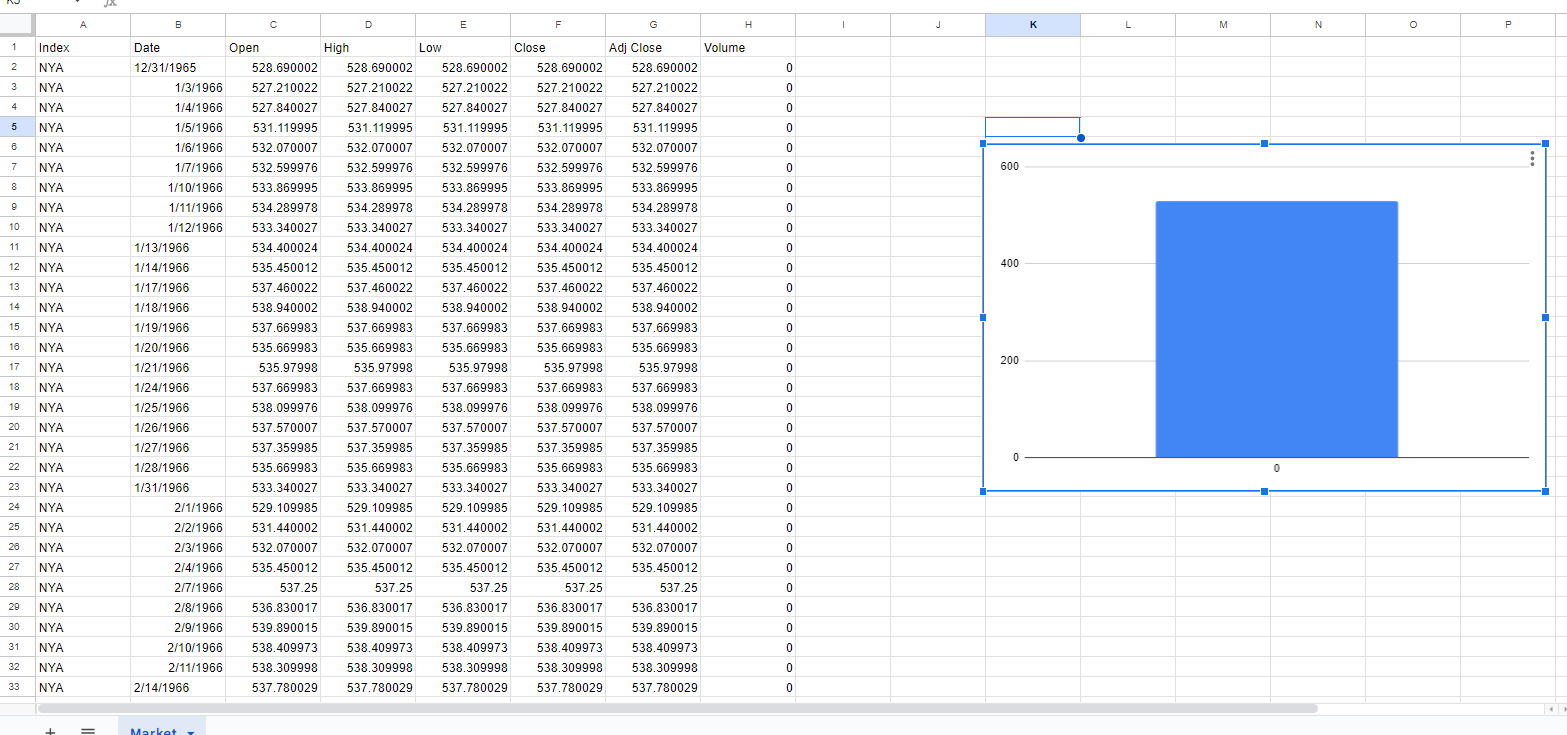 K5 fx
A B C D E F G H I J K L M N O P
1 Index Date Open High Low Close Adj Close Volume
2 NYA 12/31/1965 528.690002 528.690002 528.690002 528.690002 528.690002 0
3 NYA 1/3/1966 527.210022 527.210022 527.210022 527.210022 527.210022 0
4 NYA 1/4/1966 527.840027 527.840027 527.840027 527.840027 527.840027 0
5 NYA 1/5/1966 531.119995 531.119995 531.119995 531.119995 531.119995 0
6 NYA 1/6/1966 532.070007 532.070007 532.070007 532.070007 532.070007 0
7 NYA 1/7/1966 532.599976 532.599976 532.599976 532.599976 532.599976 0
8 NYA 1/10/1966 533.869995 533.869995 533.869995 533.869995 533.869995 0
9 NYA 1/11/1966 534.289978 534.289978 534.289978 534.289978 534.289978 0
10 NYA 1/12/1966 533.340027 533.340027 533.340027 533.340027 533.340027 0
11 NYA 1/13/1966 534.400024 534.400024 534.400024 534.400024 534.400024 0
12 NYA 1/14/1966 535.450012 535.450012 535.450012 535.450012 535.450012 0
13 NYA 1/17/1966 537.460022 537.460022 537.460022 537.460022 537.460022 0
14 NYA 1/18/1966 538.940002 538.940002 538.940002 538.940002 538.940002 0
15 NYA 1/19/1966 537.669983 537.669983 537.669983 537.669983 537.669983 0
16 NYA 1/20/1966 535.669983 535.669983 535.669983 535.669983 535.669983 0
17 NYA 1/21/1966 535.97998 535.97998 535.97998 535.97998 535.97998 0
18 NYA 1/24/1966 537.669983 537.669983 537.669983 537.669983 537.669983 0
19 NYA 1/25/1966 538.099976 538.099976 538.099976 538.099976 538.099976 0
20 NYA 1/26/1966 537.570007 537.570007 537.570007 537.570007 537.570007 0
21 NYA 1/27/1966 537.359985 537.359985 537.359985 537.359985 537.359985 0
22 NYA 1/28/1966 535.669983 535.669983 535.669983 535.669983 535.669983 0
23 NYA 1/31/1966 533.340027 533.340027 533.340027 533.340027 533.340027 0
24 NYA 2/1/1966 529.109985 529.109985 529.109985 529.109985 529.109985 0
25 NYA 2/2/1966 531.440002 531.440002 531.440002 531.440002 531.440002 0
26 NYA 2/3/1966 532.070007 532.070007 532.070007 532.070007 532.070007 0
27 NYA 2/4/1966 535.450012 535.450012 535.450012 535.450012 535.450012 0
28 NYA 2/7/1966 537.25 537.25 537.25 537.25 537.25 0
29 NYA 2/8/1966 536.830017 536.830017 536.830017 536.830017 536.830017 0
30 NYA 2/9/1966 539.890015 539.890015 539.890015 539.890015 539.890015 0
31 NYA 2/10/1966 538.409973 538.409973 538.409973 538.409973 538.409973 0
32 NYA 2/11/1966 538.309998 538.309998 538.309998 538.309998 538.309998 0
33 NYA 2/14/1966 537.780029 537.780029 537.780029 537.780029 537.780029 0
600
400
200
0
0
Market